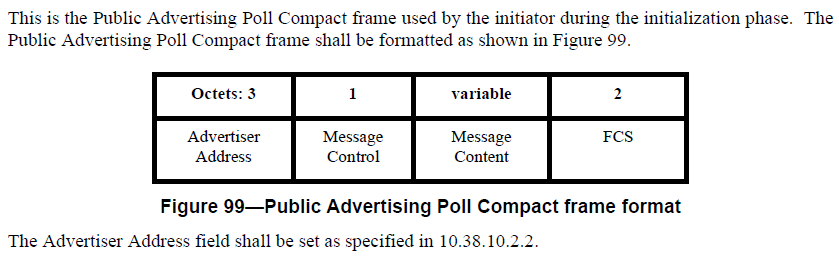 This is the Public Advertising Poll Compact frame used by the initiator during the initialization phase.  The
Public Advertising Poll Compact frame shall be formatted as shown in Figure 99.
Octets: 3 1 variable 2
Advertiser Address Message Control Message Content FCS
Figure 99—Public Advertising Poll Compact frame format
The Advertiser Address field shall be set as specified in 10.38.10.2.2.